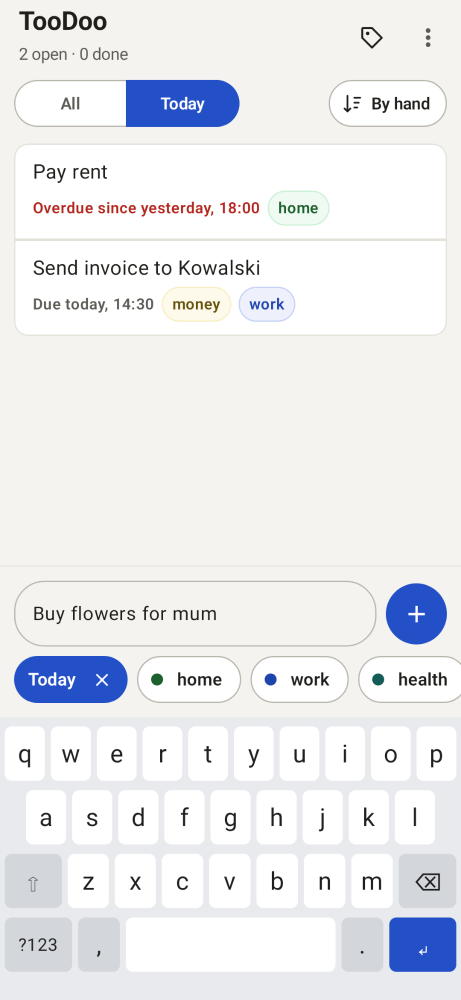 TooDoo
2 open · 0 done
All Today By hand
Pay rent
Overdue since yesterday, 18:00 home
Send invoice to Kowalski
Due today, 14:30 money work
Buy flowers for mum
Today home work health
q w e r t y u i o p
a s d f g h j k l
z x c v b n m
?123 , .